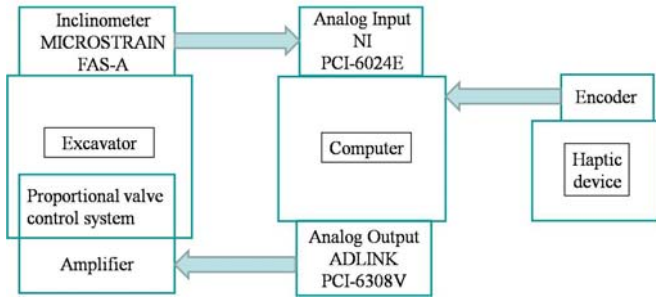 Inclinometer
MICROSTRAIN
FAS-A
Analog Input
NI
PCI-6024E
Encoder
Excavator
Computer
Haptic
device
Proportional valve
control system
Amplifier
Analog Output
ADLINK
PCI-6308V